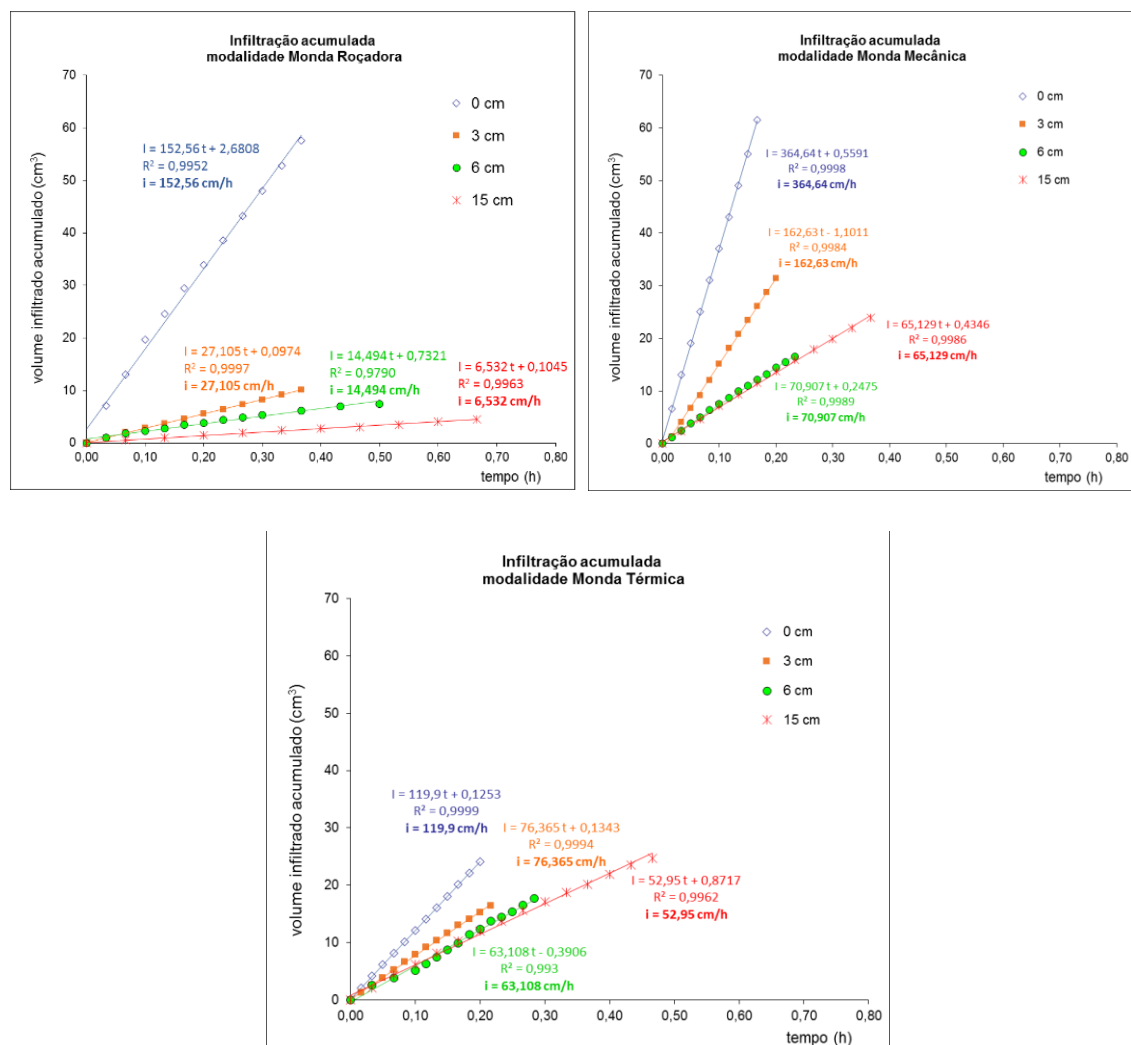 Infiltração acumulada
modalidade Monda Roçadora
volume infiltrado acumulado (cm³)
70
60
50
40
30
20
10
0
0,00 0,10 0,20 0,30 0,40 0,50 0,60 0,70 0,80
tempo (h)
0 cm
3 cm
6 cm
15 cm
I = 152,56 t + 2,6808
R² = 0,9952
i = 152,56 cm/h
I = 27,105 t + 0,0974
R² = 0,9997
i = 27,105 cm/h
I = 14,494 t + 0,7321
R² = 0,9790
i = 14,494 cm/h
I = 6,532 t + 0,1045
R² = 0,9963
i = 6,532 cm/h
Infiltração acumulada
modalidade Monda Mecânica
volume infiltrado acumulado (cm³)
70
60
50
40
30
20
10
0
0,00 0,10 0,20 0,30 0,40 0,50 0,60 0,70 0,80
tempo (h)
0 cm
3 cm
6 cm
15 cm
I = 364,64 t + 0,5591
R² = 0,9998
i = 364,64 cm/h
I = 162,63 t - 1,1011
R² = 0,9984
i = 162,63 cm/h
I = 65,129 t + 0,4346
R² = 0,9986
i = 65,129 cm/h
I = 70,907 t + 0,2475
R² = 0,9989
i = 70,907 cm/h
Infiltração acumulada
modalidade Monda Térmica
volume infiltrado acumulado (cm³)
70
60
50
40
30
20
10
0
0,00 0,10 0,20 0,30 0,40 0,50 0,60 0,70 0,80
tempo (h)
0 cm
3 cm
6 cm
15 cm
I = 119,9 t + 0,1253
R² = 0,9999
i = 119,9 cm/h
I = 76,365 t + 0,1343
R² = 0,9994
i = 76,365 cm/h
I = 52,95 t + 0,8717
R² = 0,9962
i = 52,95 cm/h
I = 63,108 t - 0,3906
R² = 0,993
i = 63,108 cm/h